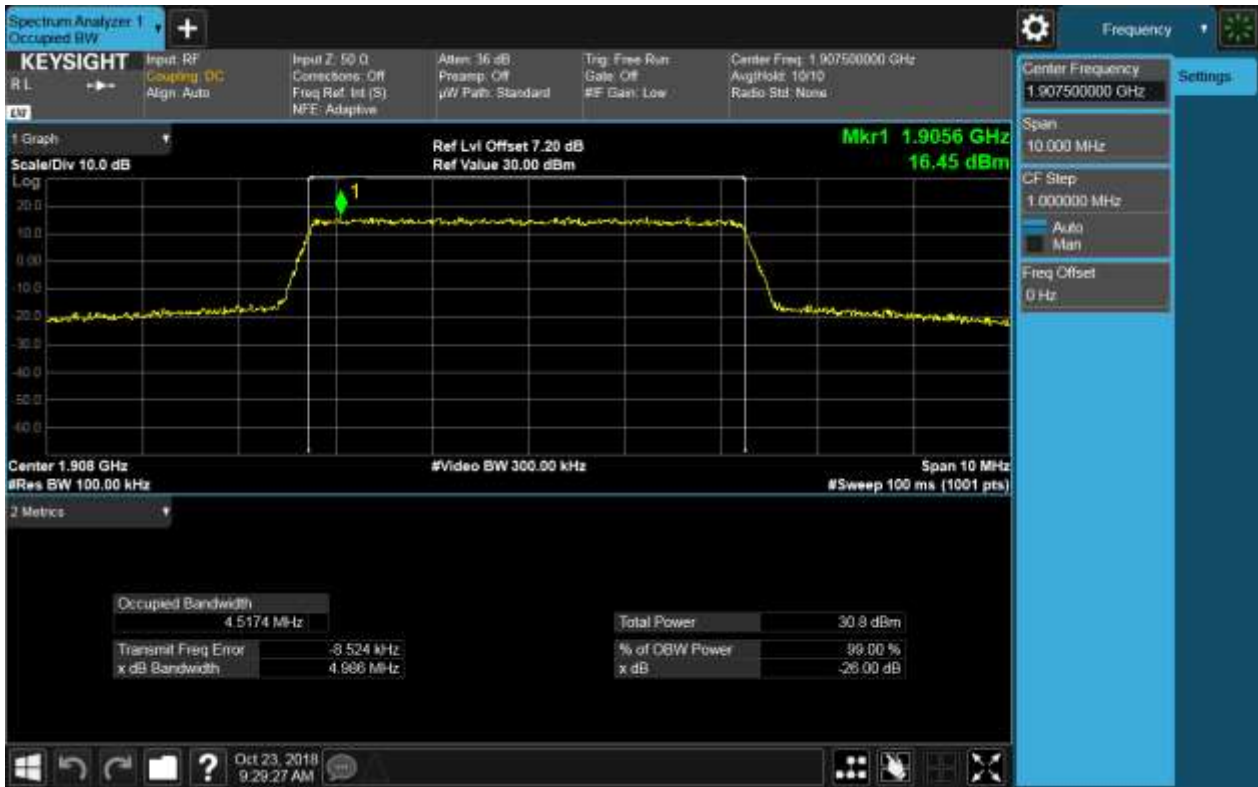 Spectrum Analyzer 1
Occupied BW
+
Frequency
KEYSIGHT
R L
Input: RF
Coupling: DC
Align: Auto
Input Z: 50 Ω
Corrections: Off
Freq Ref: Int (S)
NFE: Adaptive
Atten: 36 dB
Preamp: Off
µW Path: Standard
Trig: Free Run
Gate: Off
#IF Gain: Low
Center Freq: 1.907500000 GHz
Avg|Hold: 10/10
Radio Std: None
Center Frequency
1.907500000 GHz
Settings
Span
10.000 MHz
CF Step
1.000000 MHz
Auto
Man
Freq Offset
0 Hz
1 Graph
Scale/Div 10.0 dB
Ref Lvl Offset 7.20 dB
Ref Value 30.00 dBm
Mkr1 1.9056 GHz
16.45 dBm
Log
20.0
10.0
0.00
-10.0
-20.0
-30.0
-40.0
-50.0
-60.0
1
Center 1.908 GHz
#Res BW 100.00 kHz
#Video BW 300.00 kHz
Span 10 MHz
#Sweep 100 ms (1001 pts)
2 Metrics
Occupied Bandwidth
4.5174 MHz
Transmit Freq Error -8.524 kHz
x dB Bandwidth 4.986 MHz
Total Power 30.8 dBm
% of OBW Power 99.00 %
x dB -26.00 dB
?
Oct 23, 2018
9:29:27 AM